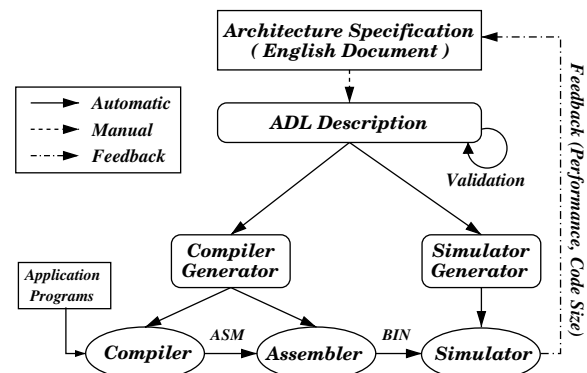 Architecture Specification
( English Document )
Automatic
Manual
Feedback
ADL Description
Validation
Feedback (Performance, Code Size)
Compiler
Generator
Simulator
Generator
Application
Programs
Compiler
ASM
Assembler
BIN
Simulator